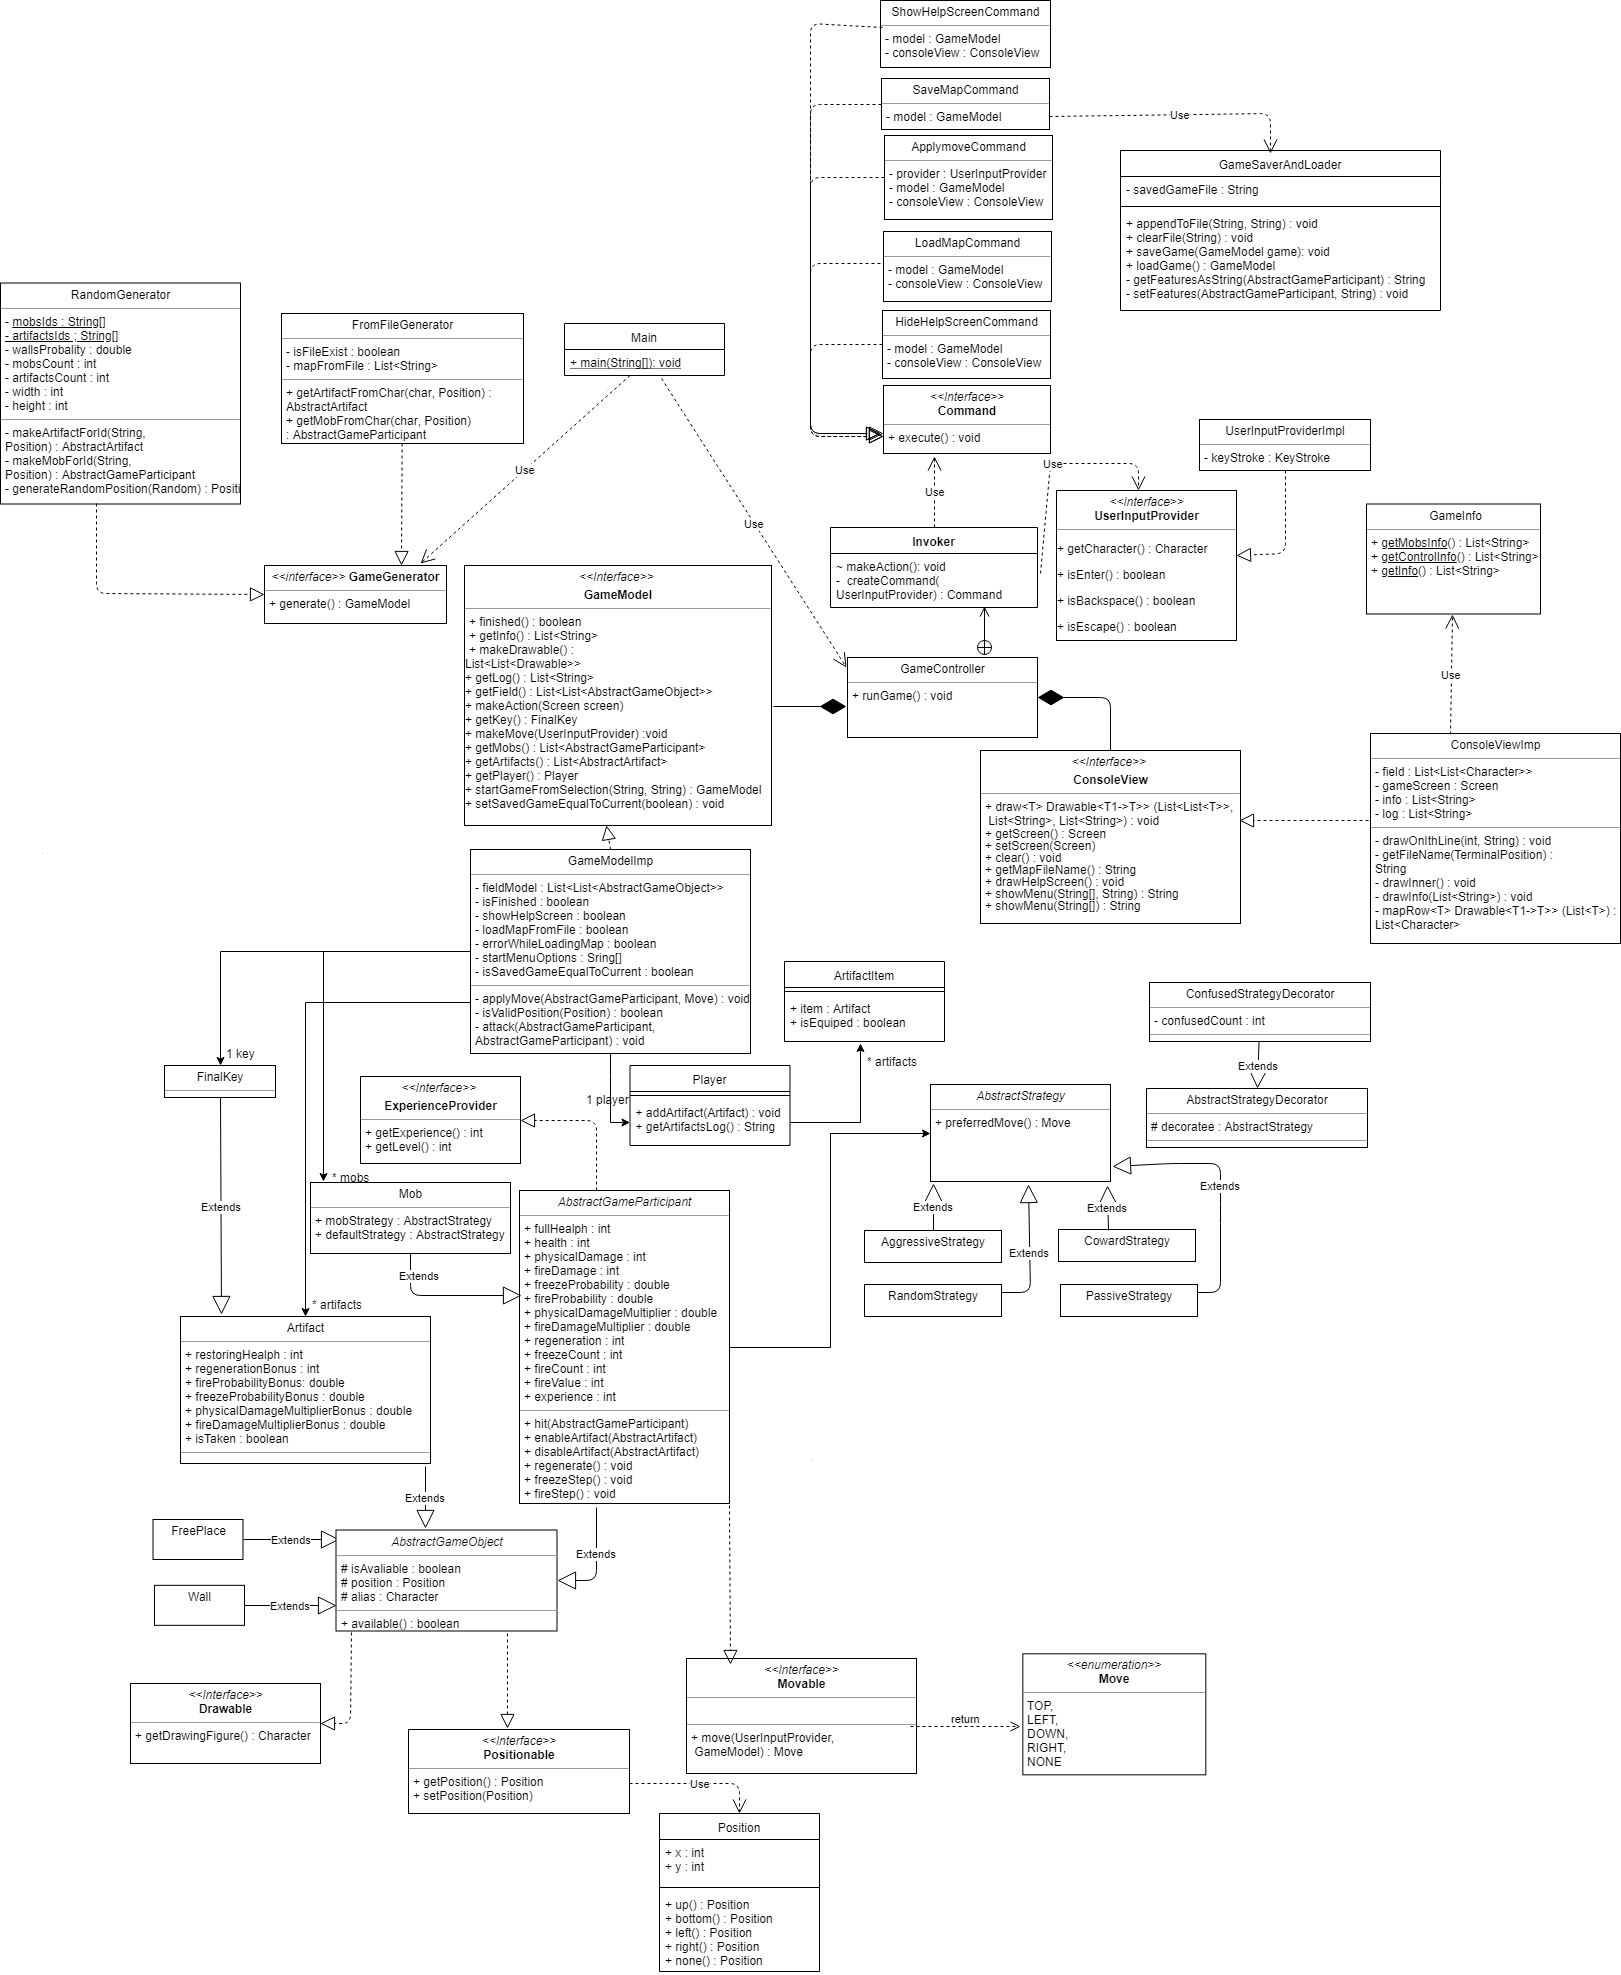 ShowHelpScreenCommand
- model : GameModel
- consoleView : ConsoleView
SaveMapCommand
- model : GameModel
Use
ApplymoveCommand
- provider : UserInputProvider
- model : GameModel
- consoleView : ConsoleView
GameSaverAndLoader
- savedGameFile : String
+ appendToFile(String, String) : void
+ clearFile(String) : void
+ saveGame(GameModel game): void
+ loadGame() : GameModel
- getFeaturesAsString(AbstractGameParticipant) : String
- setFeatures(AbstractGameParticipant, String) : void
LoadMapCommand
- model : GameModel
- consoleView : ConsoleView
RandomGenerator
- mobsIds : String[]
- artifactsIds ; String[]
- wallsProbality : double
- mobsCount : int
- artifactsCount : int
- width : int
- height : int
- makeArtifactForId(String,
Position) : AbstractArtifact
- makeMobForId(String,
Position) : AbstractGameParticipant
- generateRandomPosition(Random) : Positi
FromFileGenerator
- isFileExist : boolean
- mapFromFile : List<String>
+ getArtifactFromChar(char, Position) :
AbstractArtifact
+ getMobFromChar(char, Position)
: AbstractGameParticipant
Main
+ main(String[]): void
HideHelpScreenCommand
- model : GameModel
- consoleView : ConsoleView
<<Interface>>
Command
+ execute() : void
UserInputProviderImpl
- keyStroke : KeyStroke
Use
Use
Use
Use
<<Interface>>
UserInputProvider
+ getCharacter() : Character
+ isEnter() : boolean
+ isBackspace() : boolean
+ isEscape() : boolean
GameInfo
+ getMobsInfo() : List<String>
+ getControlInfo() : List<String>
+ getInfo() : List<String>
Invoker
~ makeAction(): void
-  createCommand(
UserInputProvider) : Command
<<interface>> GameGenerator
+ generate() : GameModel
<<Interface>>
GameModel
+ finished() : boolean
+ getInfo() : List<String>
+ makeDrawable() :
List<List<Drawable>>
+ getLog() : List<String>
+ getField() : List<List<AbstractGameObject>>
+ makeAction(Screen screen)
+ getKey() : FinalKey
+ makeMove(UserInputProvider) :void
+ getMobs() : List<AbstractGameParticipant>
+ getArtifacts() : List<AbstractArtifact>
+ getPlayer() : Player
+ startGameFromSelection(String, String) : GameModel
+ setSavedGameEqualToCurrent(boolean) : void
GameController
+ runGame() : void
Use
<<Interface>>
ConsoleView
+ draw<T> Drawable<T1->T>> (List<List<T>>,
List<String>, List<String>) : void
+ getScreen() : Screen
+ setScreen(Screen)
+ clear() : void
+ getMapFileName() : String
+ drawHelpScreen() : void
+ showMenu(String[], String) : String
+ showMenu(String[]) : String
ConsoleViewImp
- field : List<List<Character>>
- gameScreen : Screen
- info : List<String>
- log : List<String>
- drawOnIthLine(int, String) : void
- getFileName(TerminalPosition) :
String
- drawInner() : void
- drawInfo(List<String>) : void
- mapRow<T> Drawable<T1->T>> (List<T>) :
List<Character>
GameModelImp
- fieldModel : List<List<AbstractGameObject>>
- isFinished : boolean
- showHelpScreen : boolean
- loadMapFromFile : boolean
- errorWhileLoadingMap : boolean
- startMenuOptions : Sring[]
- isSavedGameEqualToCurrent : boolean
- applyMove(AbstractGameParticipant, Move) : void
- isValidPosition(Position) : boolean
- attack(AbstractGameParticipant,
AbstractGameParticipant) : void
ArtifactItem
+ item : Artifact
+ isEquiped : boolean
ConfusedStrategyDecorator
- confusedCount : int
1 key
* artifacts
Extends
FinalKey
<<Interface>>
ExperienceProvider
+ getExperience() : int
+ getLevel() : int
1 player
Player
+ addArtifact(Artifact) : void
+ getArtifactsLog() : String
AbstractStrategy
+ preferredMove() : Move
AbstractStrategyDecorator
# decoratee : AbstractStrategy
* mobs
Mob
+ mobStrategy : AbstractStrategy
+ defaultStrategy : AbstractStrategy
Extends
Extends
Extends
Extends
Extends
Extends
AggressiveStrategy
CowardStrategy
RandomStrategy
PassiveStrategy
AbstractGameParticipant
+ fullHealph : int
+ health : int
+ physicalDamage : int
+ fireDamage : int
+ freezeProbability : double
+ fireProbability : double
+ physicalDamageMultiplier : double
+ fireDamageMultiplier : double
+ regeneration : int
+ freezeCount : int
+ fireCount : int
+ fireValue : int
+ experience : int
+ hit(AbstractGameParticipant)
+ enableArtifact(AbstractArtifact)
+ disableArtifact(AbstractArtifact)
+ regenerate() : void
+ freezeStep() : void
+ fireStep() : void
* artifacts
Artifact
+ restoringHealph : int
+ regenerationBonus : int
+ fireProbabilityBonus: double
+ freezeProbabilityBonus : double
+ physicalDamageMultiplierBonus : double
+ fireDamageMultiplierBonus : double
+ isTaken : boolean
Extends
FreePlace
Extends
Wall
Extends
Extends
AbstractGameObject
# isAvaliable : boolean
# position : Position
# alias : Character
+ available() : boolean
<<Interface>>
Drawable
+ getDrawingFigure() : Character
<<Interface>>
Positionable
+ getPosition() : Position
+ setPosition(Position)
<<Interface>>
Movable
+ move(UserInputProvider,
GameModel) : Move
return
<<enumeration>>
Move
TOP,
LEFT,
DOWN,
RIGHT,
NONE
Use
Position
+ x : int
+ y : int
+ up() : Position
+ bottom() : Position
+ left() : Position
+ right() : Position
+ none() : Position